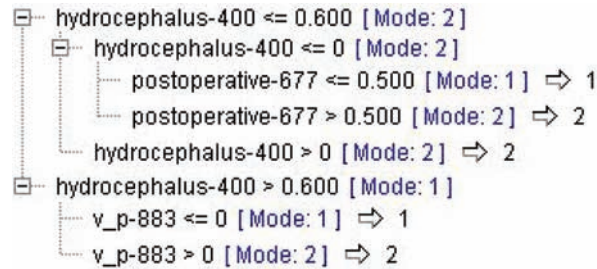 hydrocephalus-400 <= 0.600 [Mode: 2]
hydrocephalus-400 <= 0 [Mode: 2]
postoperative-677 <= 0.500 [Mode: 1] ⇨ 1
postoperative-677 > 0.500 [Mode: 2] ⇨ 2
hydrocephalus-400 > 0 [Mode: 2] ⇨ 2
hydrocephalus-400 > 0.600 [Mode: 1]
v_p-883 <= 0 [Mode: 1] ⇨ 1
v_p-883 > 0 [Mode: 2] ⇨ 2